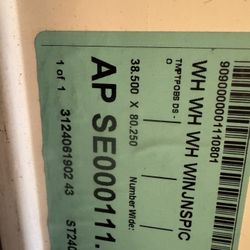 9090000001110801
WH WH WH WINJNSPIC
TMPTPOBS DS -
O
38.500 X 80.250
Number Wide:
AP SE000111.
1 of 1
3124061902 43